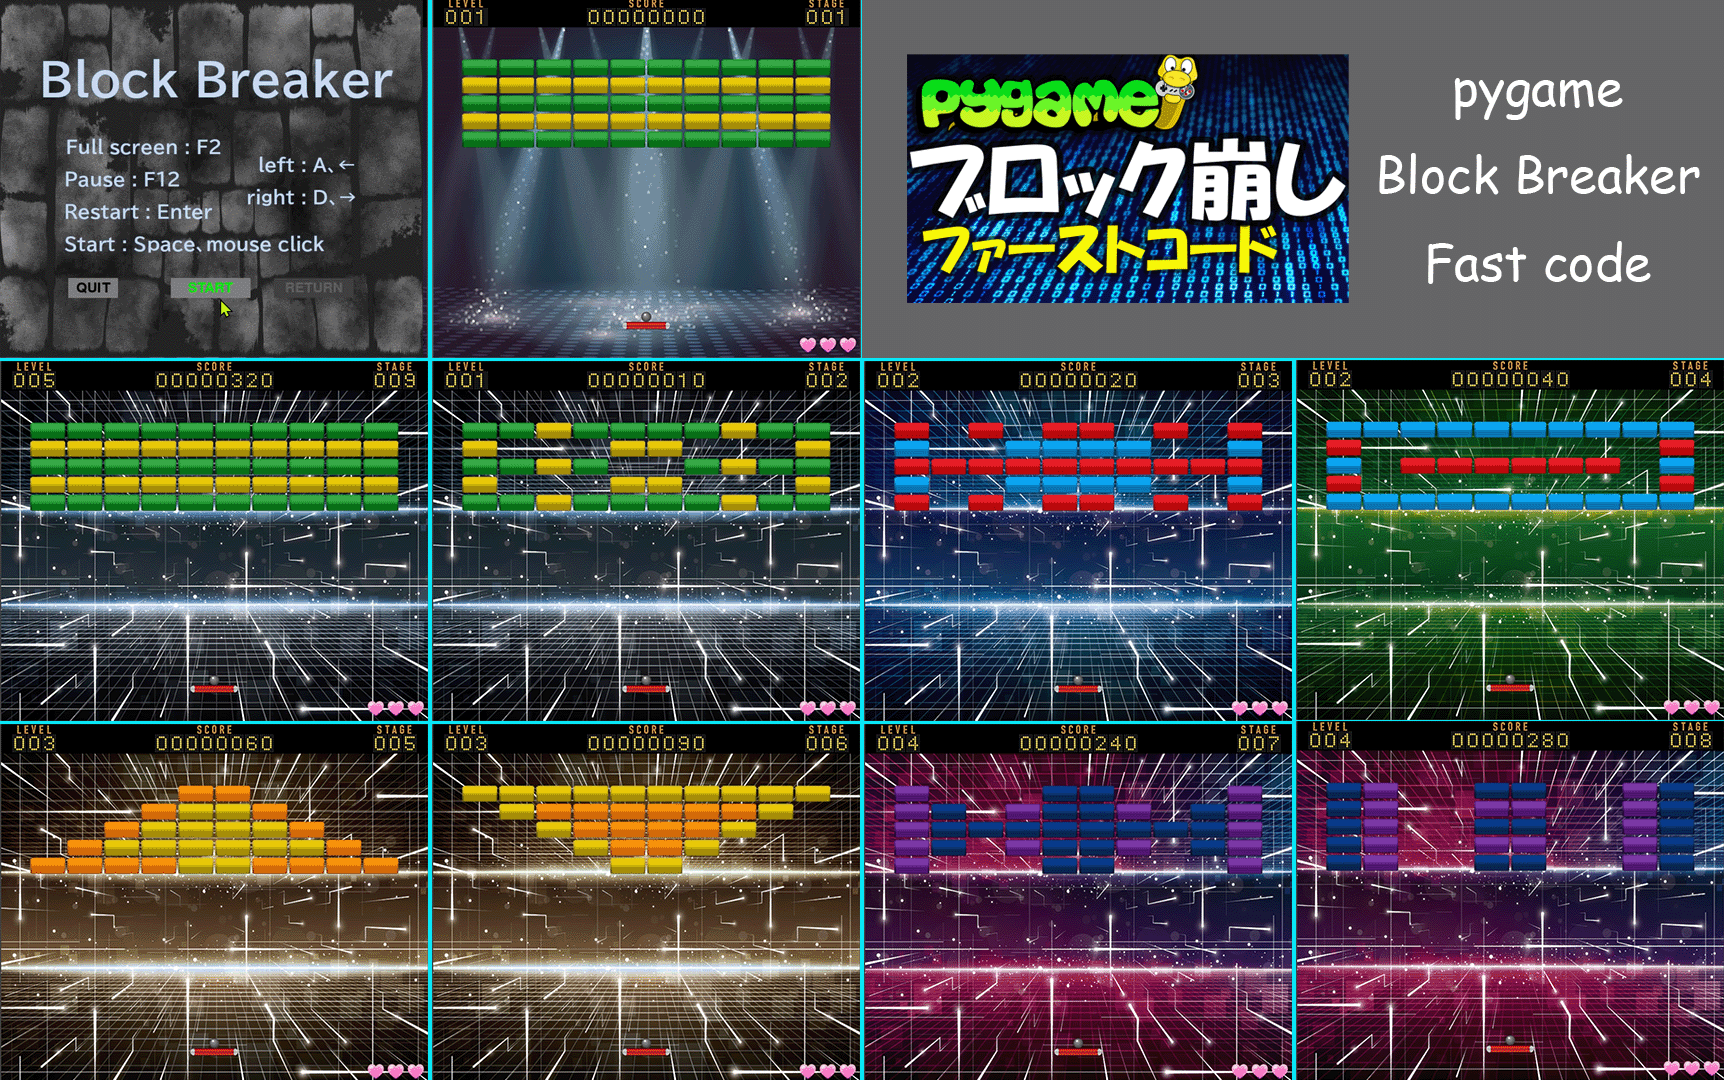 Block Breaker
Full screen : F2
left : A、←
Pause : F12
right : D、→
Restart : Enter
Start : Space、mouse click
QUIT
START
RETURN
LEVEL SCORE STAGE
001 00000000 001
pygame
ブロック崩し
ファーストコード
pygame
Block Breaker
Fast code
LEVEL SCORE STAGE
005 00000320 009
LEVEL SCORE STAGE
001 00000010 002
LEVEL SCORE STAGE
002 00000020 003
LEVEL SCORE STAGE
002 00000040 004
LEVEL SCORE STAGE
003 00000060 005
LEVEL SCORE STAGE
003 00000090 006
LEVEL SCORE STAGE
004 00000240 007
LEVEL SCORE STAGE
004 00000280 008